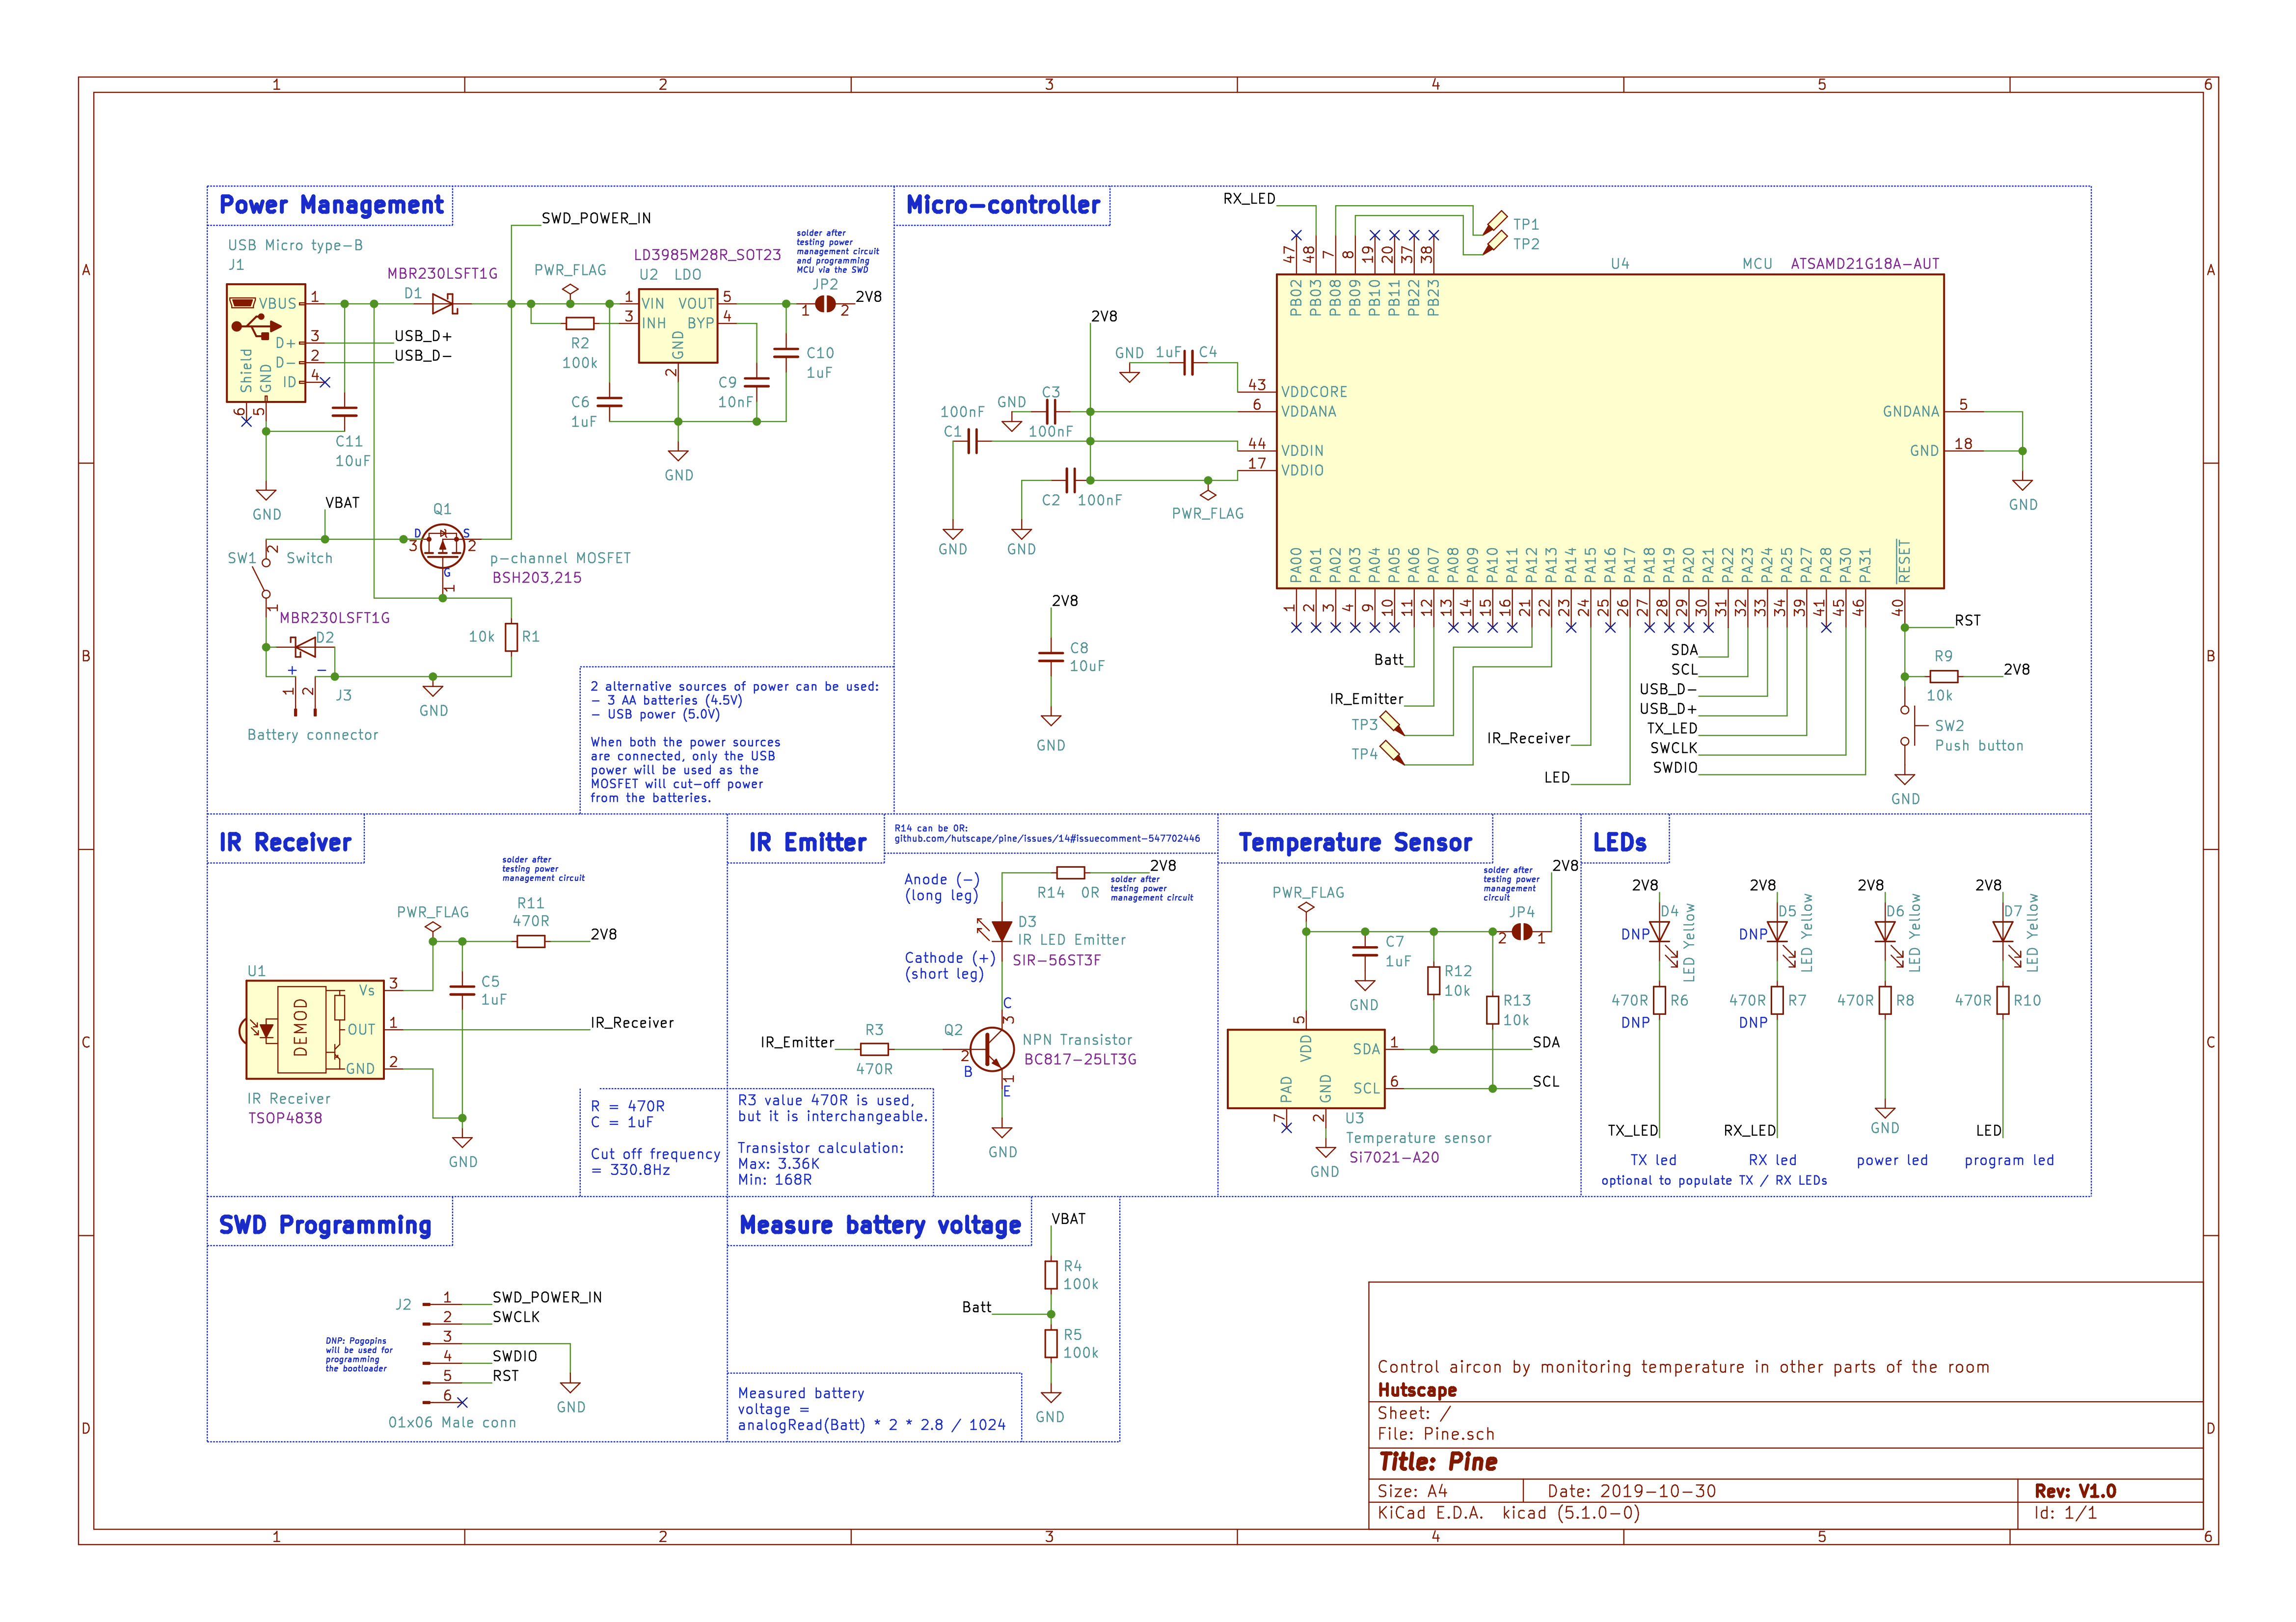 1 2 3 4 5 6
A
B
C
D
A
B
C
D
1 2 3 4 5 6
Power Management
USB Micro type-B
J1
VBUS 1
D+ 3
D- 2
ID 4
Shield
GND
6
5
USB_D+
USB_D-
MBR230LSFT1G
D1
C11
10uF
GND
SWD_POWER_IN
PWR_FLAG
R2
100k
C6
1uF
LD3985M28R_SOT23
U2 LDO
1 VIN VOUT 5
3 INH BYP 4
GND
2
C9
10nF
C10
1uF
GND
solder after
testing power
management circuit
and programming
MCU via the SWD
JP2
1 2
2V8
VBAT
SW1
Switch
2
1
Q1
D
S
G
3
2
1
p-channel MOSFET
BSH203,215
MBR230LSFT1G
D2
+ -
1
2
J3
Battery connector
10k R1
GND
2 alternative sources of power can be used:
- 3 AA batteries (4.5V)
- USB power (5.0V)
When both the power sources
are connected, only the USB
power will be used as the
MOSFET will cut-off power
from the batteries.
Micro-controller
RX_LED
TP1
TP2
47 48 7 8 19 20 37 38
PB02 PB03 PB08 PB09 PB10 PB11 PB22 PB23
U4 MCU ATSAMD21G18A-AUT
2V8
GND 1uF C4
C3
GND
100nF
100nF
C1
C2 100nF
GND
GND
PWR_FLAG
43 VDDCORE
6 VDDANA
44 VDDIN
17 VDDIO
GNDANA 5
GND 18
GND
PA00 PA01 PA02 PA03 PA04 PA05 PA06 PA07 PA08 PA09 PA10 PA11 PA12 PA13 PA14 PA15 PA16 PA17 PA18 PA19 PA20 PA21 PA22 PA23 PA24 PA25 PA27 PA28 PA30 PA31 RESET
1 2 3 4 9 10 11 12 13 14 15 16 21 22 23 24 25 26 27 28 29 30 31 32 33 34 39 41 45 46 40
2V8
C8
10uF
GND
Batt
IR_Emitter
TP3
TP4
IR_Receiver
LED
SDA
SCL
USB_D-
USB_D+
TX_LED
SWCLK
SWDIO
RST
R9
10k
2V8
SW2
Push button
GND
IR Receiver
solder after
testing power
management circuit
PWR_FLAG
R11
470R
2V8
U1
DEMOD
Vs 3
OUT 1
GND 2
C5
1uF
IR_Receiver
IR Receiver
TSOP4838
GND
R = 470R
C = 1uF
Cut off frequency
= 330.8Hz
IR Emitter
R14 can be 0R:
github.com/hutscape/pine/issues/14#issuecomment-547702446
Anode (-)
(long leg)
R14 0R
2V8
solder after
testing power
management circuit
D3
IR LED Emitter
SIR-56ST3F
Cathode (+)
(short leg)
IR_Emitter
R3
470R
Q2
C
3
2
B
1
E
NPN Transistor
BC817-25LT3G
GND
R3 value 470R is used,
but it is interchangeable.
Transistor calculation:
Max: 3.36K
Min: 168R
Temperature Sensor
solder after
testing power
management
circuit
2V8
PWR_FLAG
JP4
2 1
C7
1uF
GND
R12
10k
R13
10k
5
VDD
SDA 1
SCL 6
PAD
GND
7
2
SDA
SCL
U3
Temperature sensor
Si7021-A20
GND
LEDs
2V8 2V8 2V8 2V8
D4 D5 D6 D7
DNP DNP
LED Yellow LED Yellow LED Yellow LED Yellow
470R R6 470R R7 470R R8 470R R10
DNP DNP
GND
TX_LED RX_LED LED
TX led RX led power led program led
optional to populate TX / RX LEDs
SWD Programming
J2
1 SWD_POWER_IN
2 SWCLK
3
4 SWDIO
5 RST
6
DNP: Pogopins
will be used for
programming
the bootloader
GND
01x06 Male conn
Measure battery voltage
VBAT
R4
100k
Batt
R5
100k
GND
Measured battery
voltage =
analogRead(Batt) * 2 * 2.8 / 1024
Control aircon by monitoring temperature in other parts of the room
Hutscape
Sheet: /
File: Pine.sch
Title: Pine
Size: A4 Date: 2019-10-30 Rev: V1.0
KiCad E.D.A. kicad (5.1.0-0) Id: 1/1